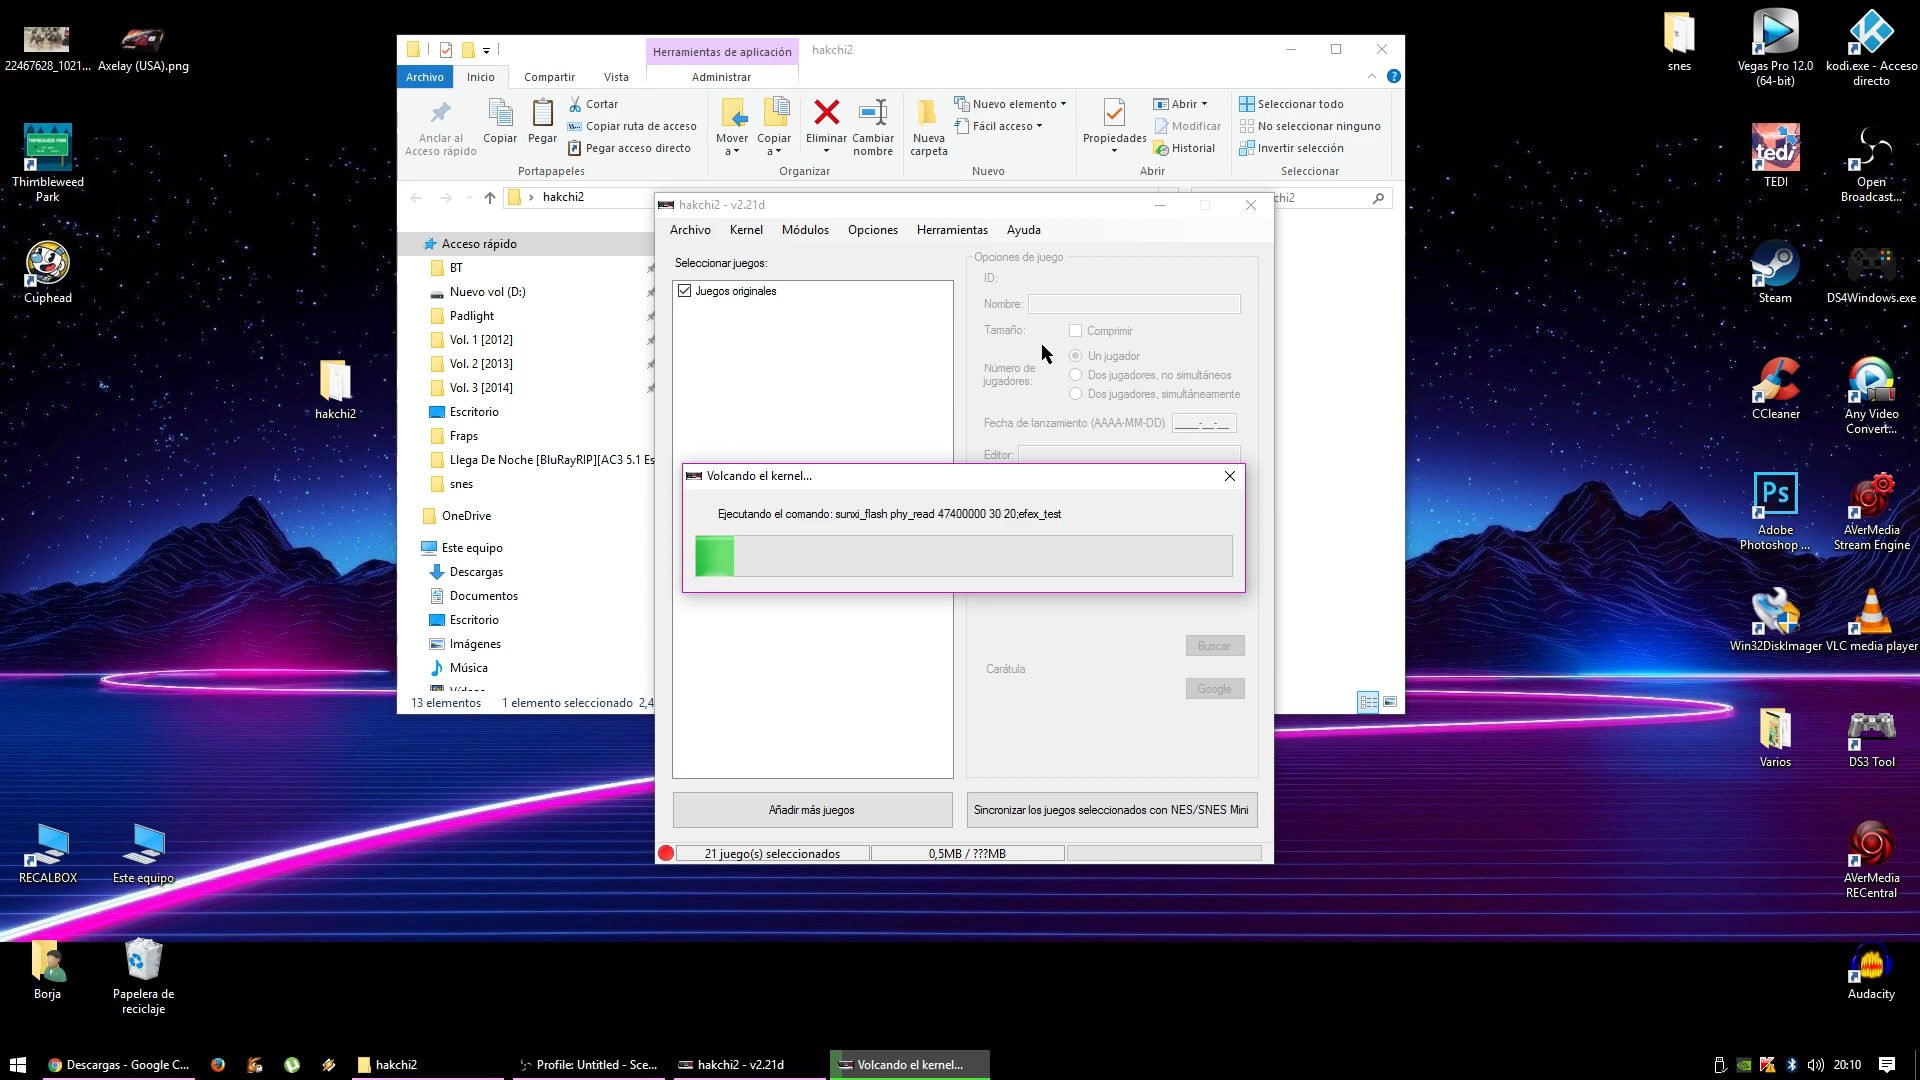 22467628_1021...
Axelay (USA).png
Thimbleweed
Park
Cuphead
hakchi2
RECALBOX
Este equipo
Borja
Papelera de
reciclaje
Herramientas de aplicación
hakchi2
Archivo
Inicio
Compartir
Vista
Administrar
Anclar al
Acceso rápido
Copiar
Pegar
Cortar
Copiar ruta de acceso
Pegar acceso directo
Portapapeles
Mover
a
Copiar
a
Eliminar
Cambiar
nombre
Organizar
Nueva
carpeta
Nuevo elemento
Fácil acceso
Nuevo
Propiedades
Abrir
Modificar
Historial
Abrir
Seleccionar todo
No seleccionar ninguno
Invertir selección
Seleccionar
hakchi2
chi2
Acceso rápido
BT
Nuevo vol (D:)
Padlight
Vol. 1 [2012]
Vol. 2 [2013]
Vol. 3 [2014]
Escritorio
Fraps
Llega De Noche [BluRayRIP][AC3 5.1 Es
snes
OneDrive
Este equipo
Descargas
Documentos
Escritorio
Imágenes
Música
13 elementos
1 elemento seleccionado 2,4
hakchi2 - v2.21d
Archivo
Kernel
Módulos
Opciones
Herramientas
Ayuda
Seleccionar juegos:
Juegos originales
Opciones de juego
ID:
Nombre:
Tamaño:
Comprimir
Número de
jugadores:
Un jugador
Dos jugadores, no simultáneos
Dos jugadores, simultáneamente
Fecha de lanzamiento (AAAA-MM-DD)
____-__-__
Editor:
Volcando el kernel...
Ejecutando el comando: sunxi_flash phy_read 47400000 30 20;efex_test
Buscar
Carátula
Google
Añadir más juegos
Sincronizar los juegos seleccionados con NES/SNES Mini
21 juego(s) seleccionados
0,5MB / ???MB
snes
Vegas Pro 12.0
(64-bit)
kodi.exe - Acceso
directo
tedi
TEDI
Open
Broadcast...
Steam
DS4Windows.exe
CCleaner
Any Video
Convert...
Ps
Adobe
Photoshop ...
AVerMedia
Stream Engine
Win32DiskImager
VLC media player
Varios
DS3 Tool
AVerMedia
RECentral
Audacity
Descargas - Google C...
hakchi2
Profile: Untitled - Sce...
hakchi2 - v2.21d
Volcando el kernel...
20:10